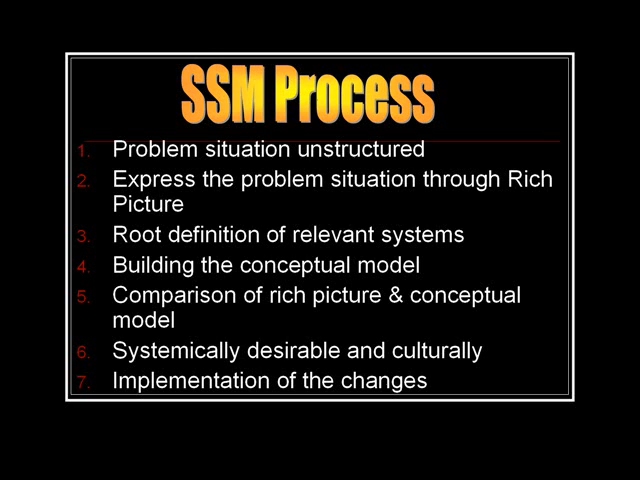 SSM Process
1. Problem situation unstructured
2. Express the problem situation through Rich
Picture
3. Root definition of relevant systems
4. Building the conceptual model
5. Comparison of rich picture & conceptual
model
6. Systemically desirable and culturally
7. Implementation of the changes